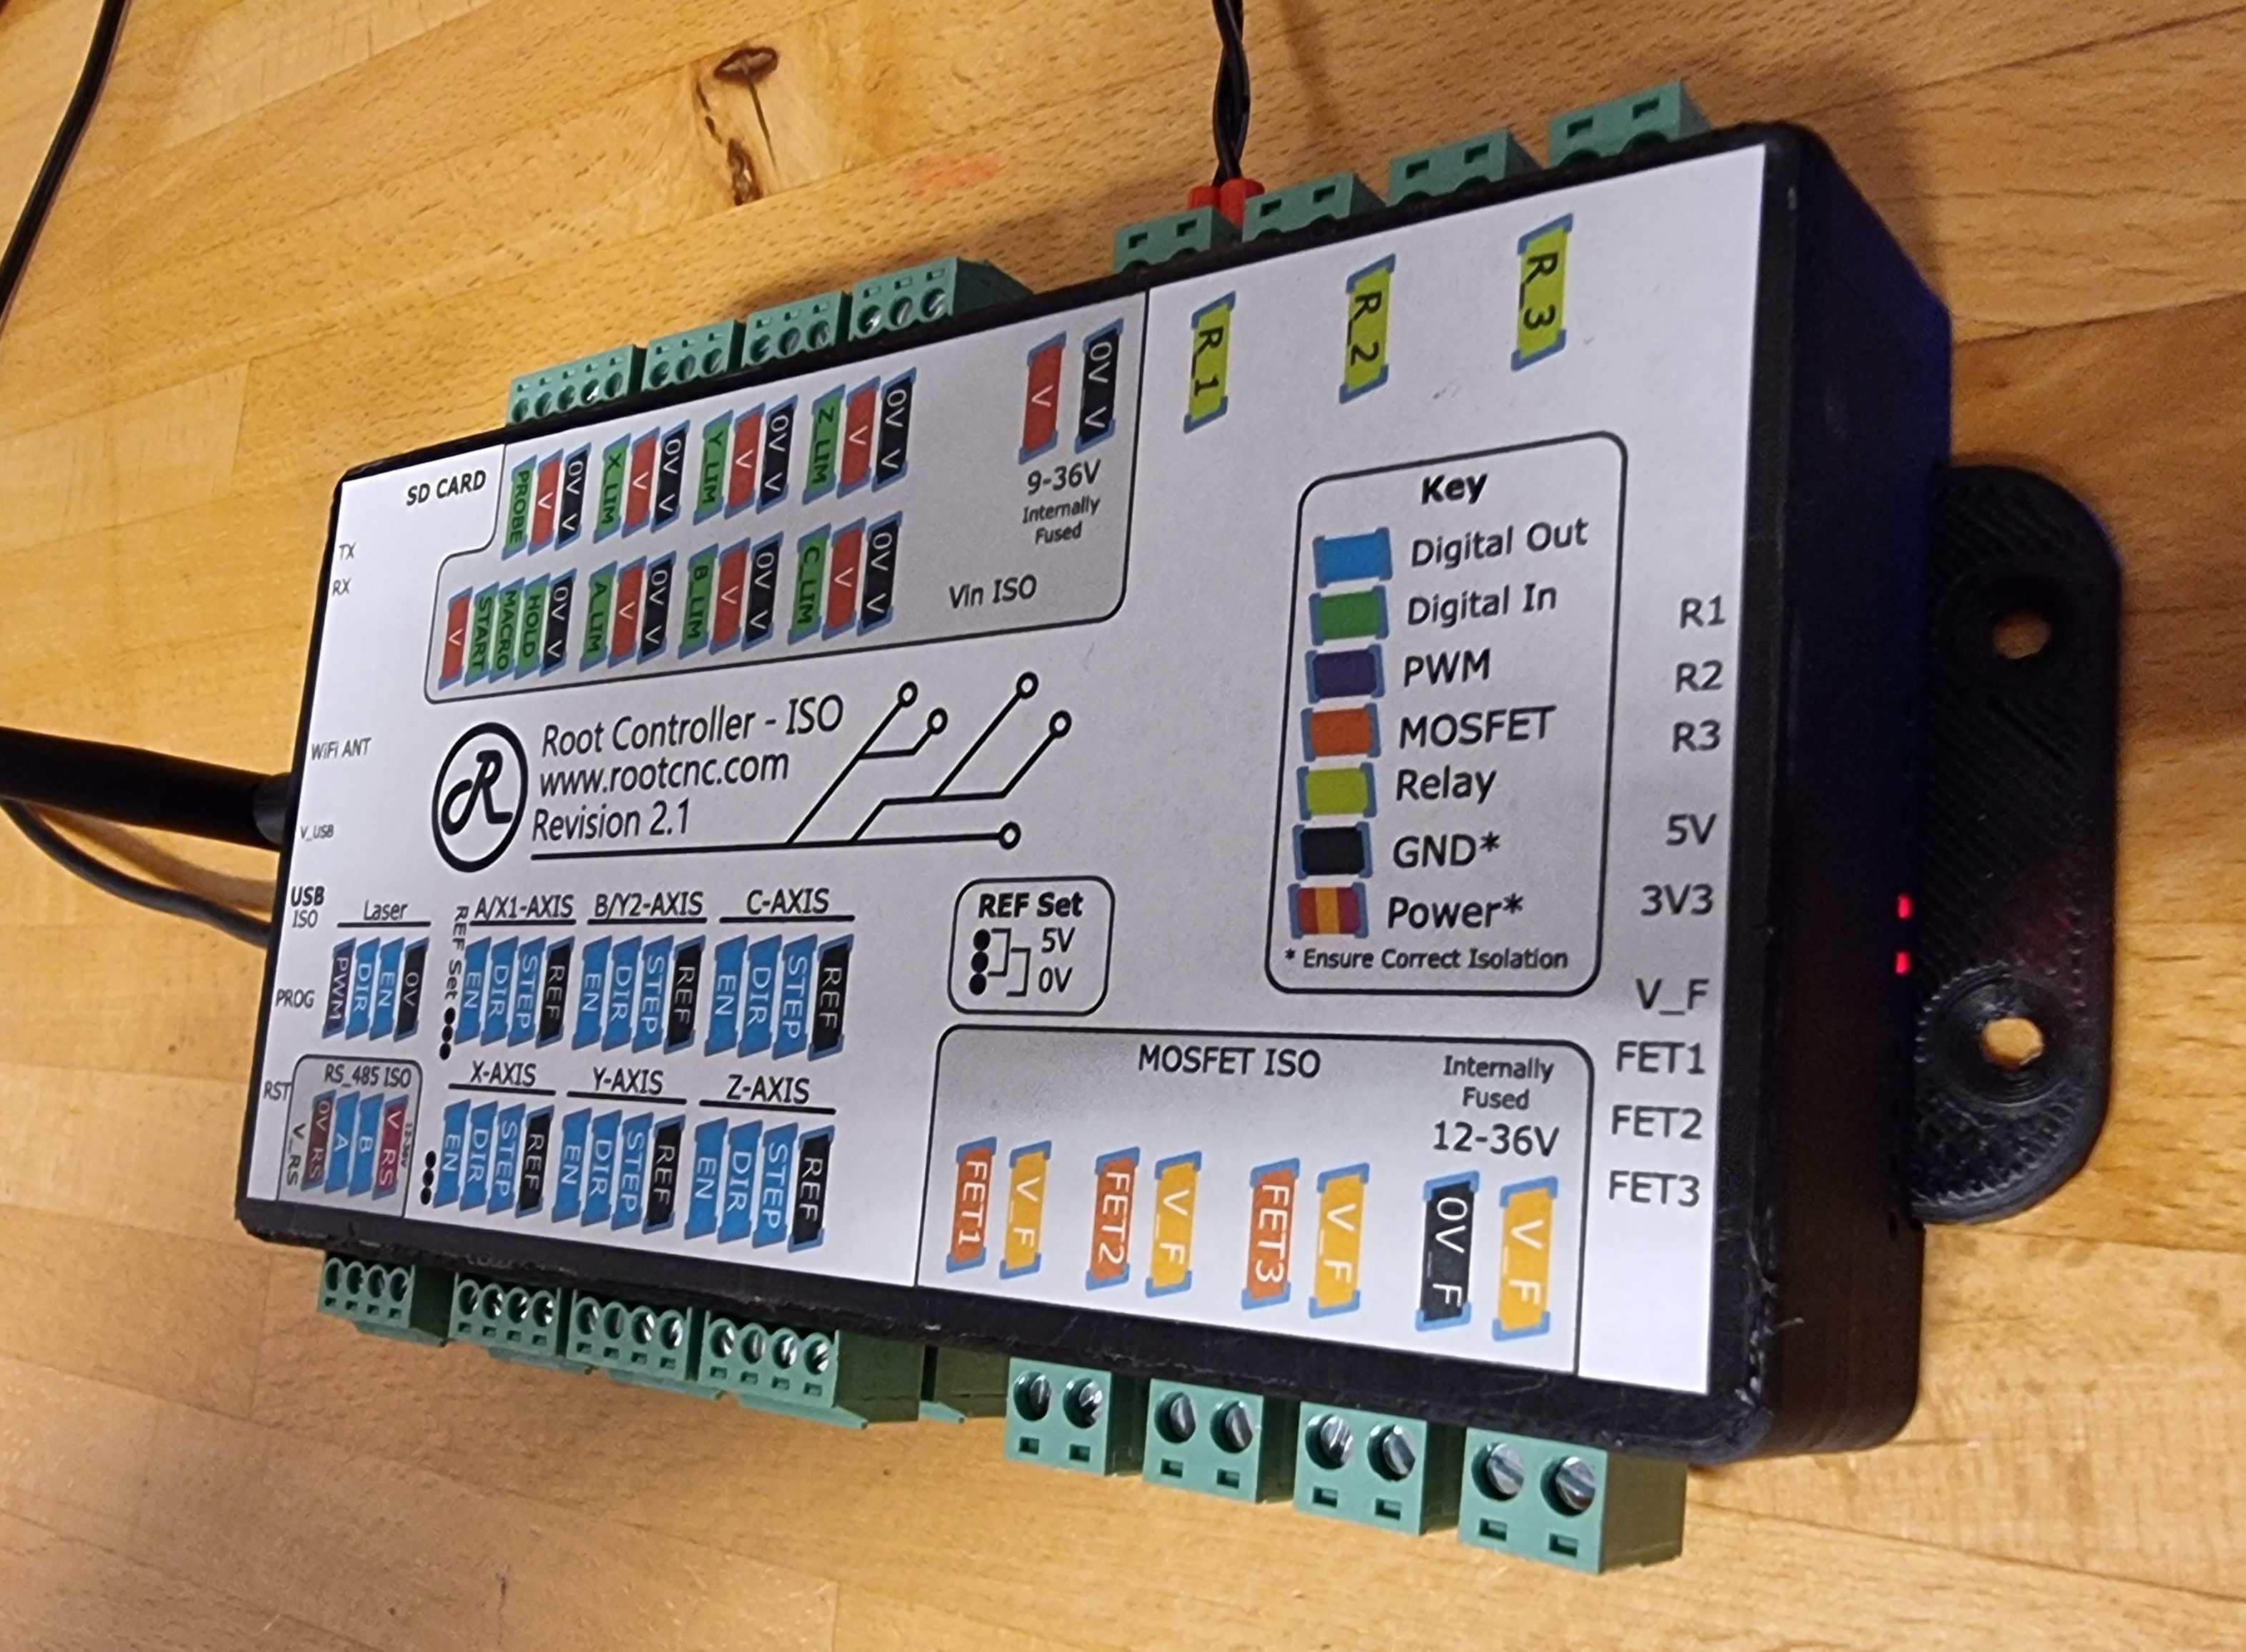 SD CARD
TX
RX
WiFi ANT
V_USB
USB
ISO
PROG
RST
PROBE
V
0V_V
X_LIM
V
0V_V
Y_LIM
V
0V_V
Z_LIM
V
0V_V
V
0V_V
9-36V
Internally
Fused
Vin ISO
V
START
MACRO
HOLD
0V_V
A_LIM
V
0V_V
B_LIM
V
0V_V
C_LIM
V
0V_V
R_1
R_2
R_3
Root Controller - ISO
www.rootcnc.com
Revision 2.1
R
Key
Digital Out
Digital In
PWM
MOSFET
Relay
GND*
Power*
* Ensure Correct Isolation
R1
R2
R3
5V
3V3
V_F
FET1
FET2
FET3
Laser
PWM
DIR
EN
0V
REF Set
A/X1-AXIS
EN
DIR
STEP
REF
B/Y2-AXIS
EN
DIR
STEP
REF
C-AXIS
EN
DIR
STEP
REF
REF Set
5V
0V
RS_485 ISO
V_RS
0V_RS
A
B
V_RS
12-36V
X-AXIS
EN
DIR
STEP
REF
Y-AXIS
EN
DIR
STEP
REF
Z-AXIS
EN
DIR
STEP
REF
MOSFET ISO
Internally
Fused
12-36V
FET1
V_F
FET2
V_F
FET3
V_F
0V_F
V_F